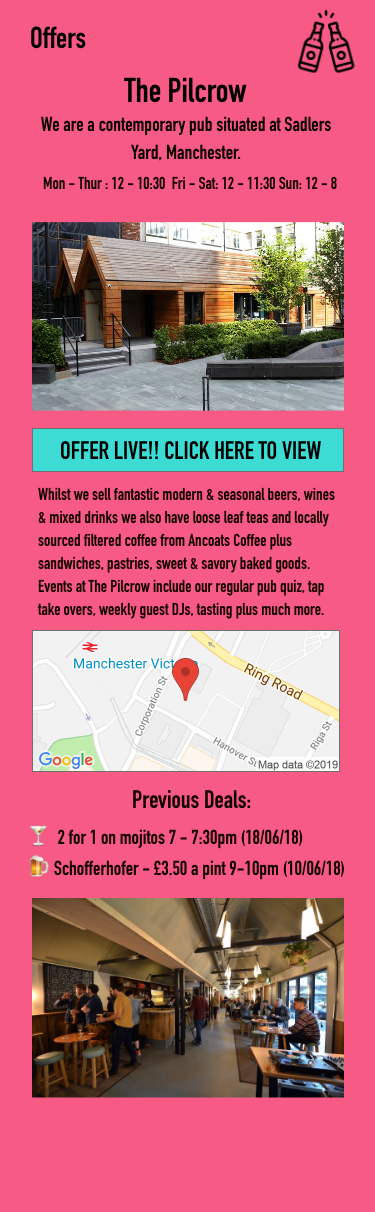 Offers
The Pilcrow
We are a contemporary pub situated at Sadlers
Yard, Manchester.
Mon - Thur : 12 - 10:30 Fri - Sat: 12 - 11:30 Sun: 12 - 8
OFFER LIVE!! CLICK HERE TO VIEW
Whilst we sell fantastic modern & seasonal beers, wines
& mixed drinks we also have loose leaf teas and locally
sourced filtered coffee from Ancoats Coffee plus
sandwiches, pastries, sweet & savory baked goods.
Events at The Pilcrow include our regular pub quiz, tap
take overs, weekly guest DJs, tasting plus much more.
Manchester Vict
Ring Road
Corporation St
Hanover S
Riga St
Google
Map data ©2019
Previous Deals:
2 for 1 on mojitos 7 - 7:30pm (18/06/18)
Schofferhofer - £3.50 a pint 9-10pm (10/06/18)